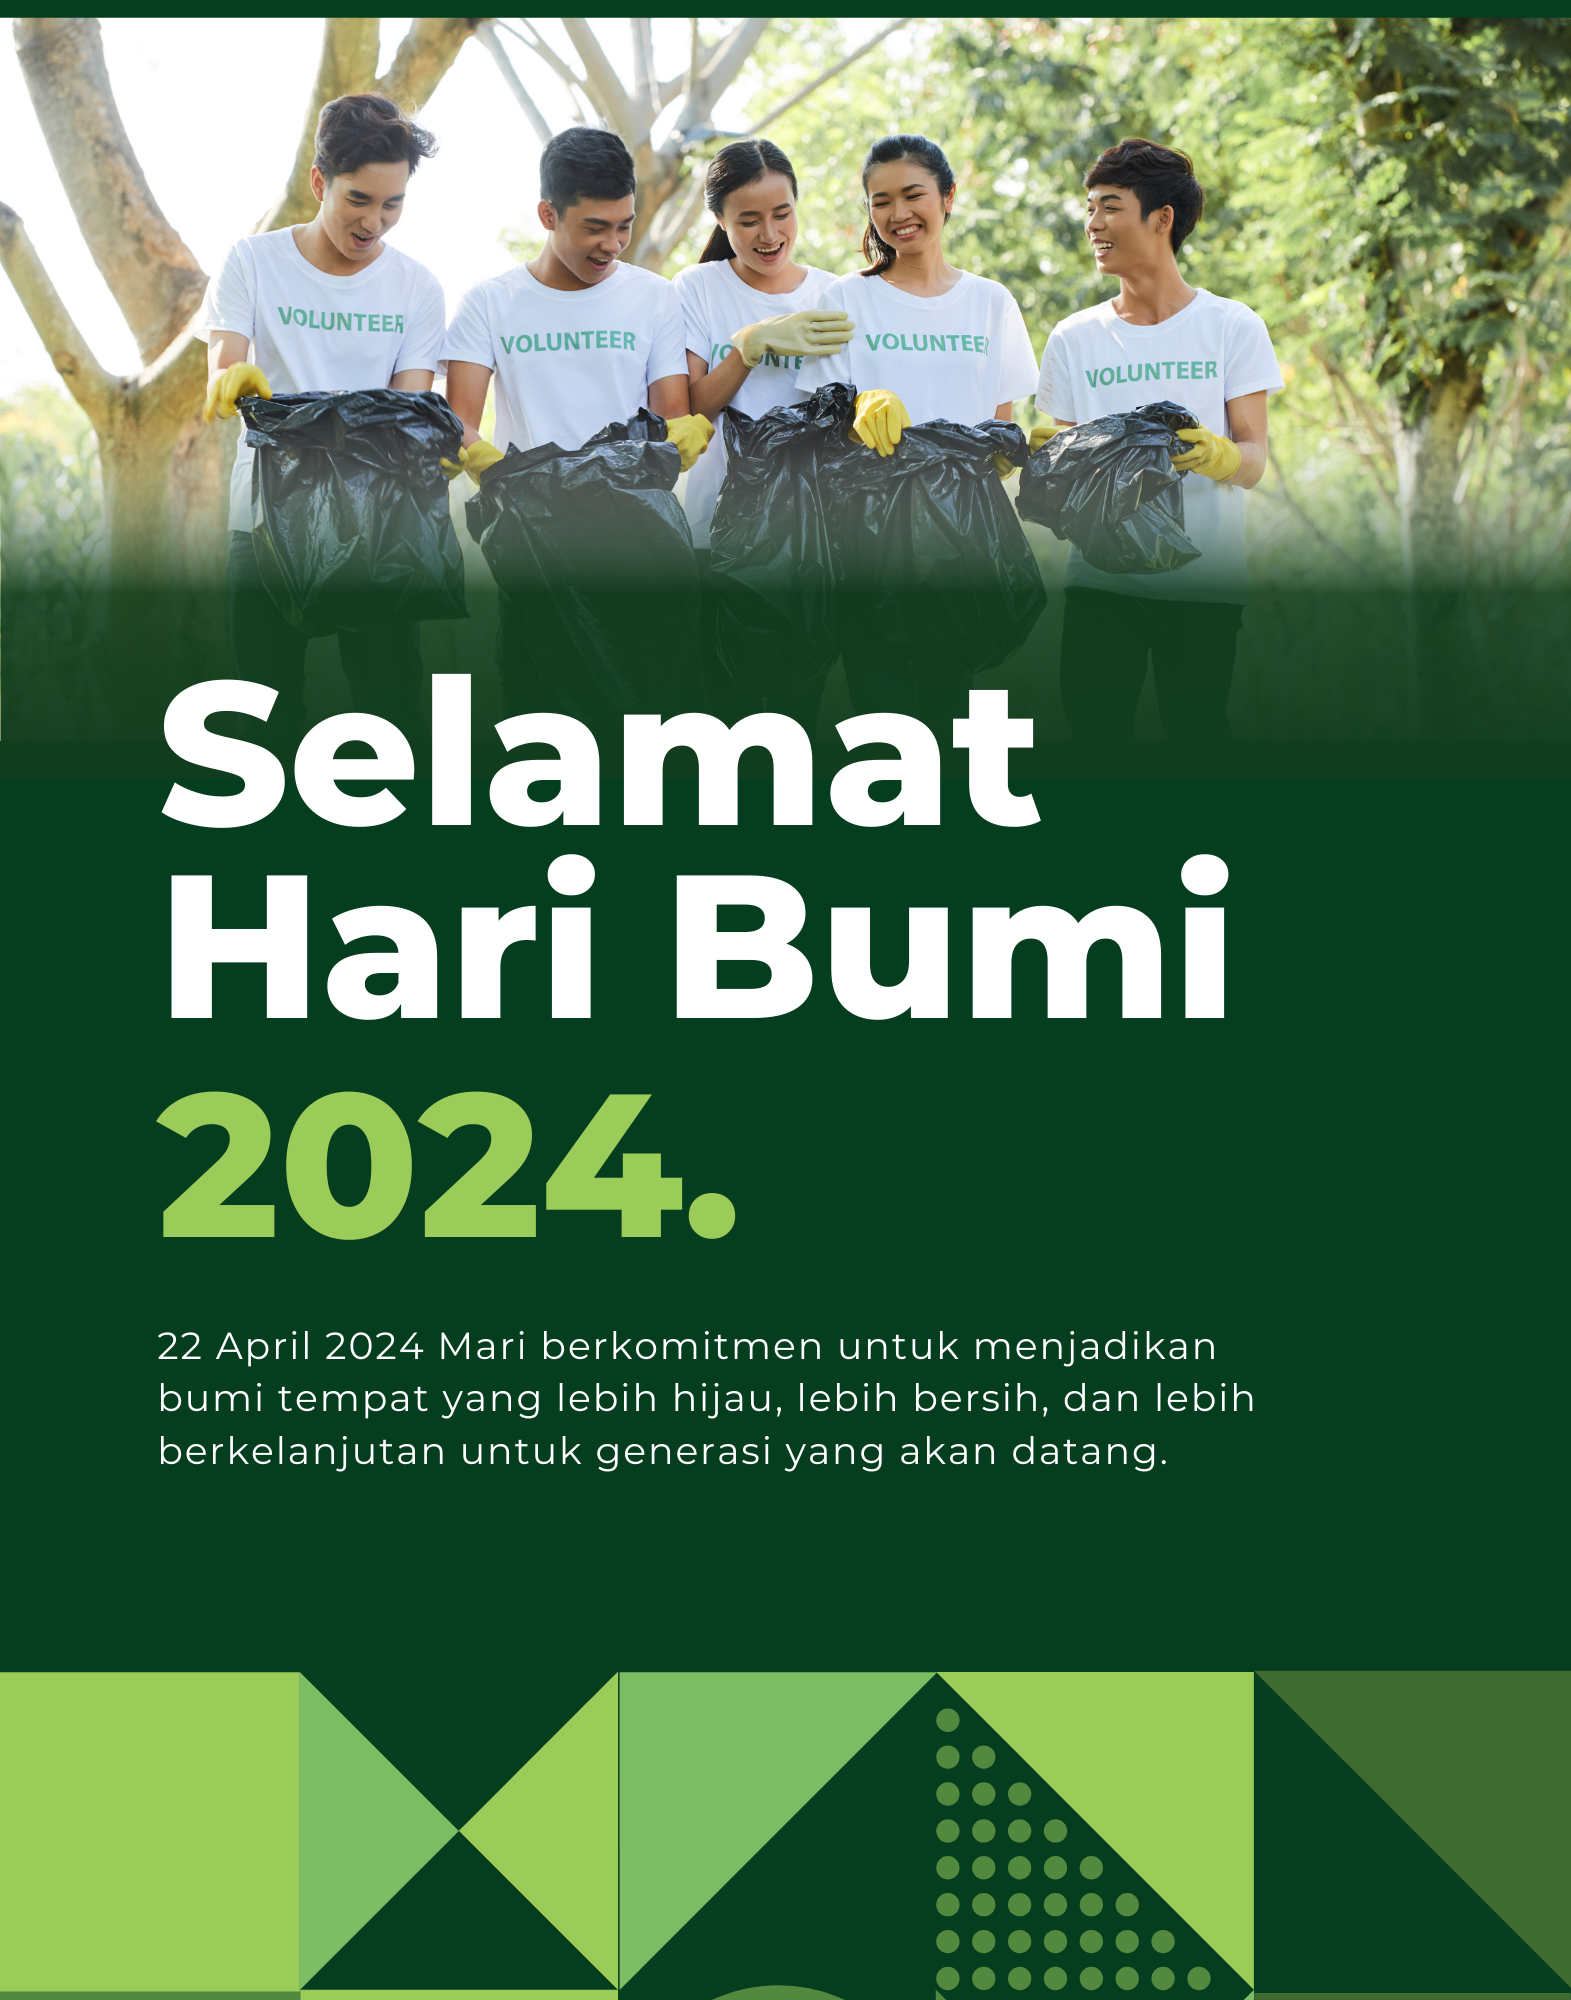 VOLUNTEER
VOLUNTEER
VOLUNTEER
VOLUNTEER
Selamat
Hari Bumi
2024.
22 April 2024 Mari berkomitmen untuk menjadikan
bumi tempat yang lebih hijau, lebih bersih, dan lebih
berkelanjutan untuk generasi yang akan datang.